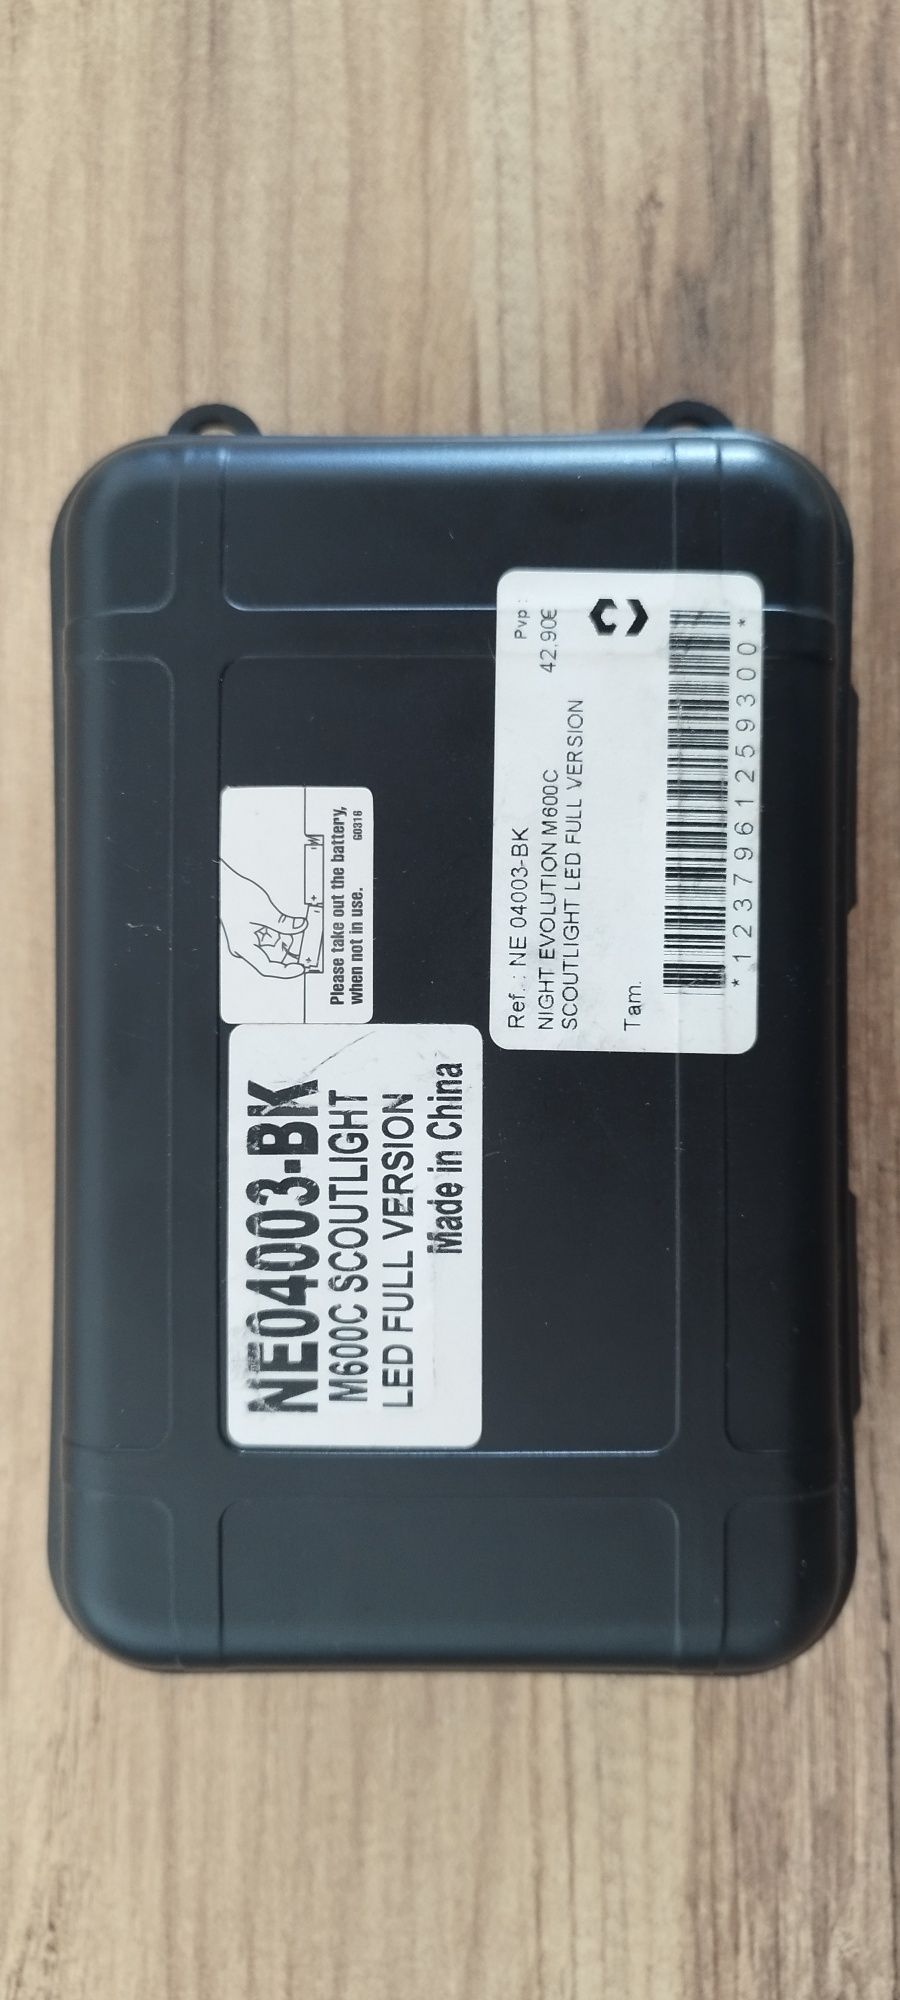 NE04003-BK
M600C SCOUTLIGHT
LED FULL VERSION
Made in China
Please take out the battery,
when not in use.
G0316
Ref. : NE 04003-BK
Pvp :
NIGHT EVOLUTION M600C
42.90€
SCOUTLIGHT LED FULL VERSION
Tam.
*1237961259300*